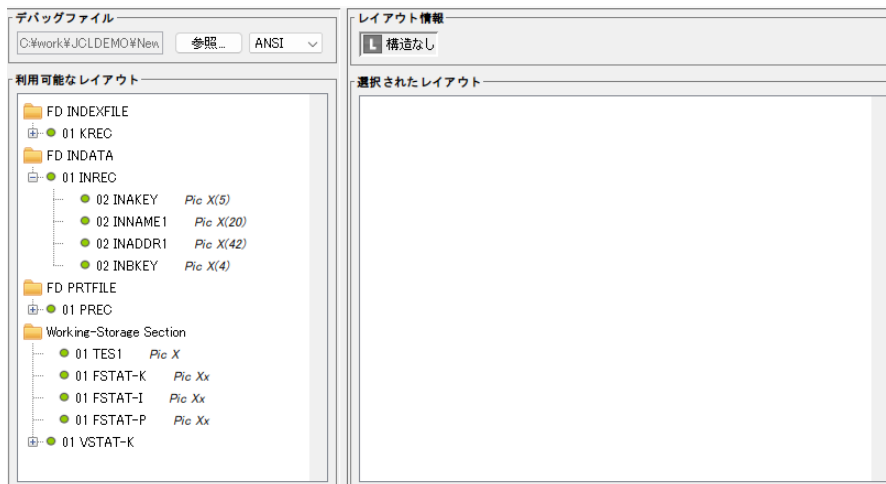 デバッグファイル
C:¥work¥JCLDEMO¥New
参照...
ANSI
利用可能なレイアウト
FD INDEXFILE
01 KREC
FD INDATA
01 INREC
02 INAKEY Pic X(5)
02 INNAME1 Pic X(20)
02 INADDR1 Pic X(42)
02 INBKEY Pic X(4)
FD PRTFILE
01 PREC
Working-Storage Section
01 TES1 Pic X
01 FSTAT-K Pic Xx
01 FSTAT-I Pic Xx
01 FSTAT-P Pic Xx
01 VSTAT-K
レイアウト情報
L 構造なし
選択されたレイアウト